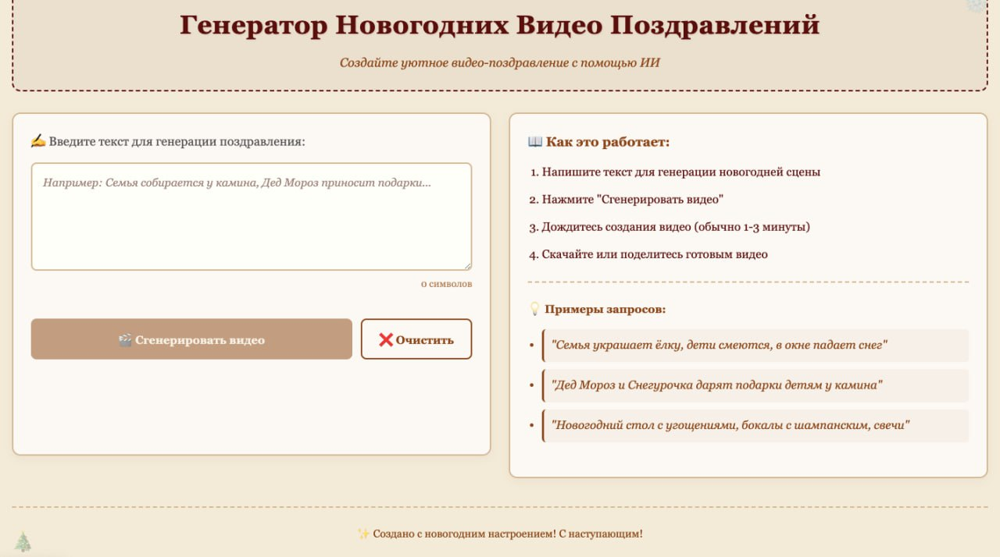 Генератор Новогодних Видео Поздравлений
Создайте уютное видео-поздравление с помощью ИИ
✍️ Введите текст для генерации поздравления:
Например: Семья собирается у камина, Дед Мороз приносит подарки...
0 символов
🎬 Сгенерировать видео
❌ Очистить
📖 Как это работает:
1. Напишите текст для генерации новогодней сцены
2. Нажмите "Сгенерировать видео"
3. Дождитесь создания видео (обычно 1-3 минуты)
4. Скачайте или поделитесь готовым видео
💡 Примеры запросов:
• "Семья украшает ёлку, дети смеются, в окне падает снег"
• "Дед Мороз и Снегурочка дарят подарки детям у камина"
• "Новогодний стол с угощениями, бокалы с шампанским, свечи"
✨ Создано с новогодним настроением! С наступающим!